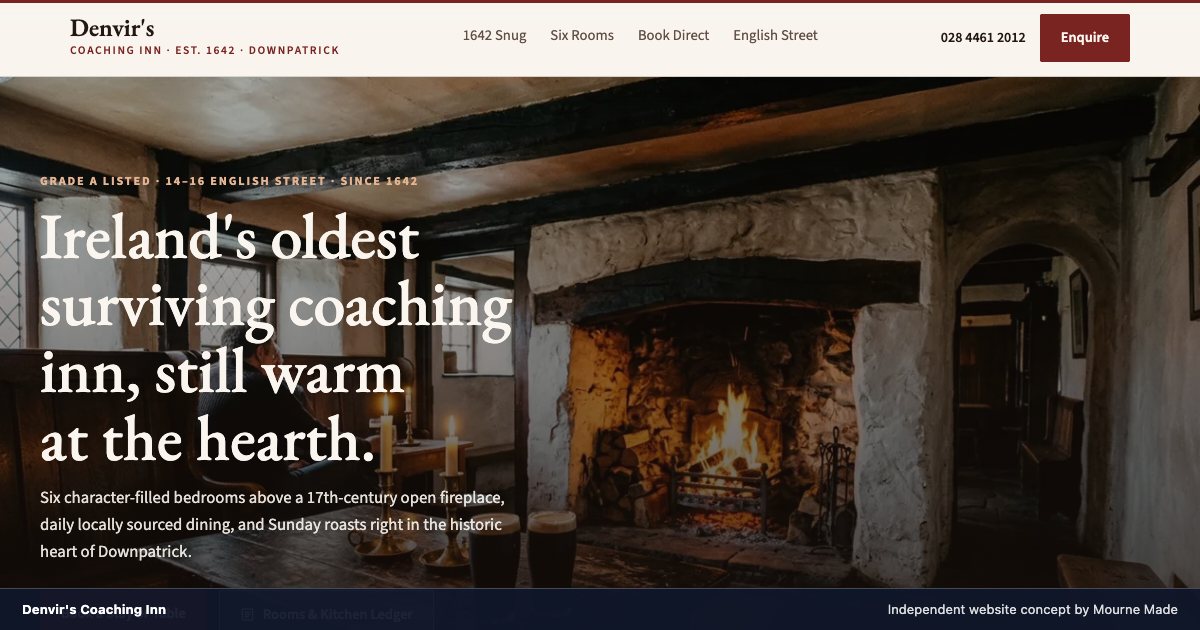 Denvir's
COACHING INN · EST. 1642 · DOWNPATRICK
1642 Snug
Six Rooms
Book Direct
English Street
028 4461 2012
Enquire
GRADE A LISTED · 14–16 ENGLISH STREET · SINCE 1642
Ireland's oldest
surviving coaching
inn, still warm
at the hearth.
Six character-filled bedrooms above a 17th-century open fireplace,
daily locally sourced dining, and Sunday roasts right in the historic
heart of Downpatrick.
Rooms & Kitchen Ledger
Denvir's Coaching Inn
Independent website concept by Mourne Made